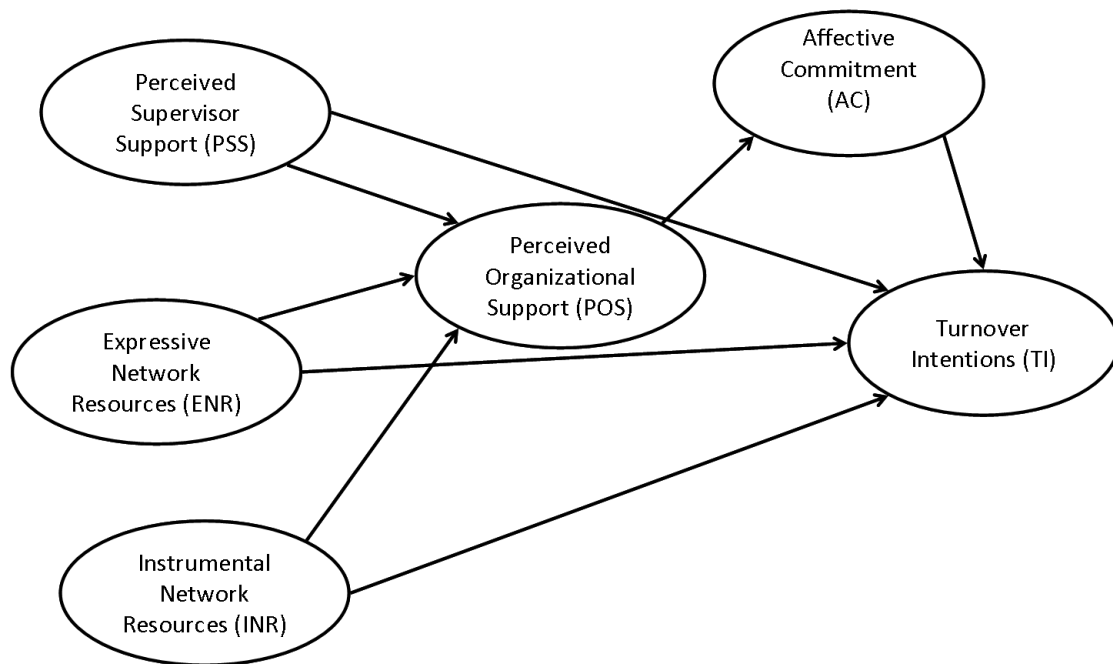 Perceived
Supervisor
Support (PSS)
Affective
Commitment
(AC)
Perceived
Organizational
Support (POS)
Expressive
Network
Resources (ENR)
Turnover
Intentions (TI)
Instrumental
Network
Resources (INR)